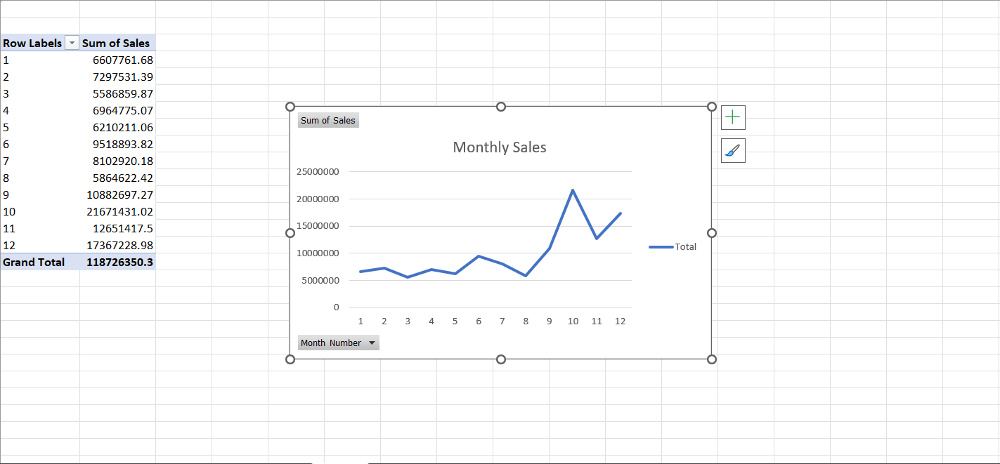 Row Labels Sum of Sales
1 6607761.68
2 7297531.39
3 5586859.87
4 6964775.07
5 6210211.06
6 9518893.82
7 8102920.18
8 5864622.42
9 10882697.27
10 21671431.02
11 12651417.5
12 17367228.98
Grand Total 118726350.3
Sum of Sales
Monthly Sales
25000000
20000000
15000000
10000000
5000000
0
1 2 3 4 5 6 7 8 9 10 11 12
Total
Month Number